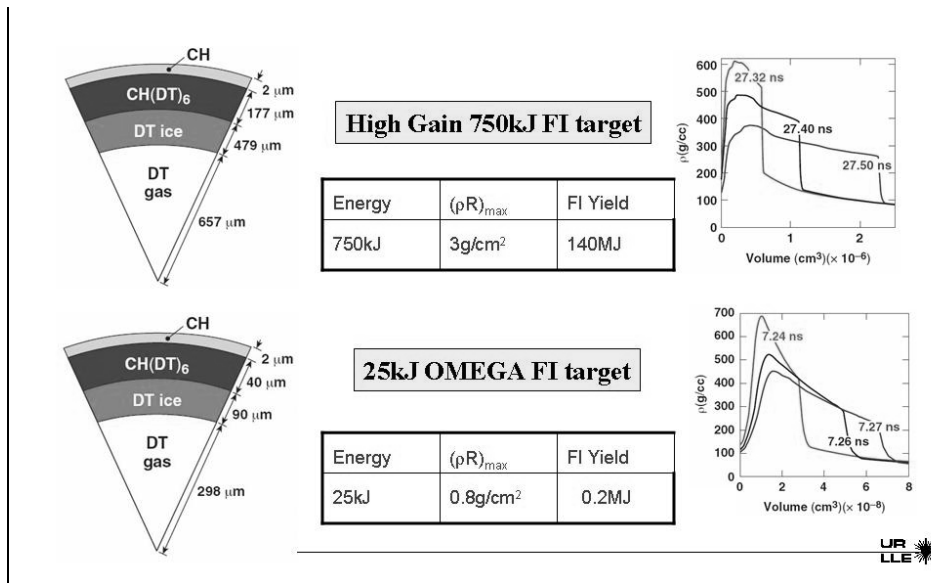 CH
CH(DT)₆
DT ice
DT
gas
2 μm
177 μm
479 μm
657 μm
High Gain 750kJ FI target
Energy (ρR)max FI Yield
750kJ 3g/cm² 140MJ
600
500
400
300
200
100
0
ρ(g/cc)
27.32 ns
27.40 ns
27.50 ns
0 1 2
Volume (cm³)(× 10⁻⁶)
CH
CH(DT)₆
DT ice
DT
gas
2 μm
40 μm
90 μm
298 μm
25kJ OMEGA FI target
Energy (ρR)max FI Yield
25kJ 0.8g/cm² 0.2MJ
700
600
500
400
300
200
100
0
ρ(g/cc)
7.24 ns
7.27 ns
7.26 ns
0 2 4 6 8
Volume (cm³)(× 10⁻⁸)
UR
LLE